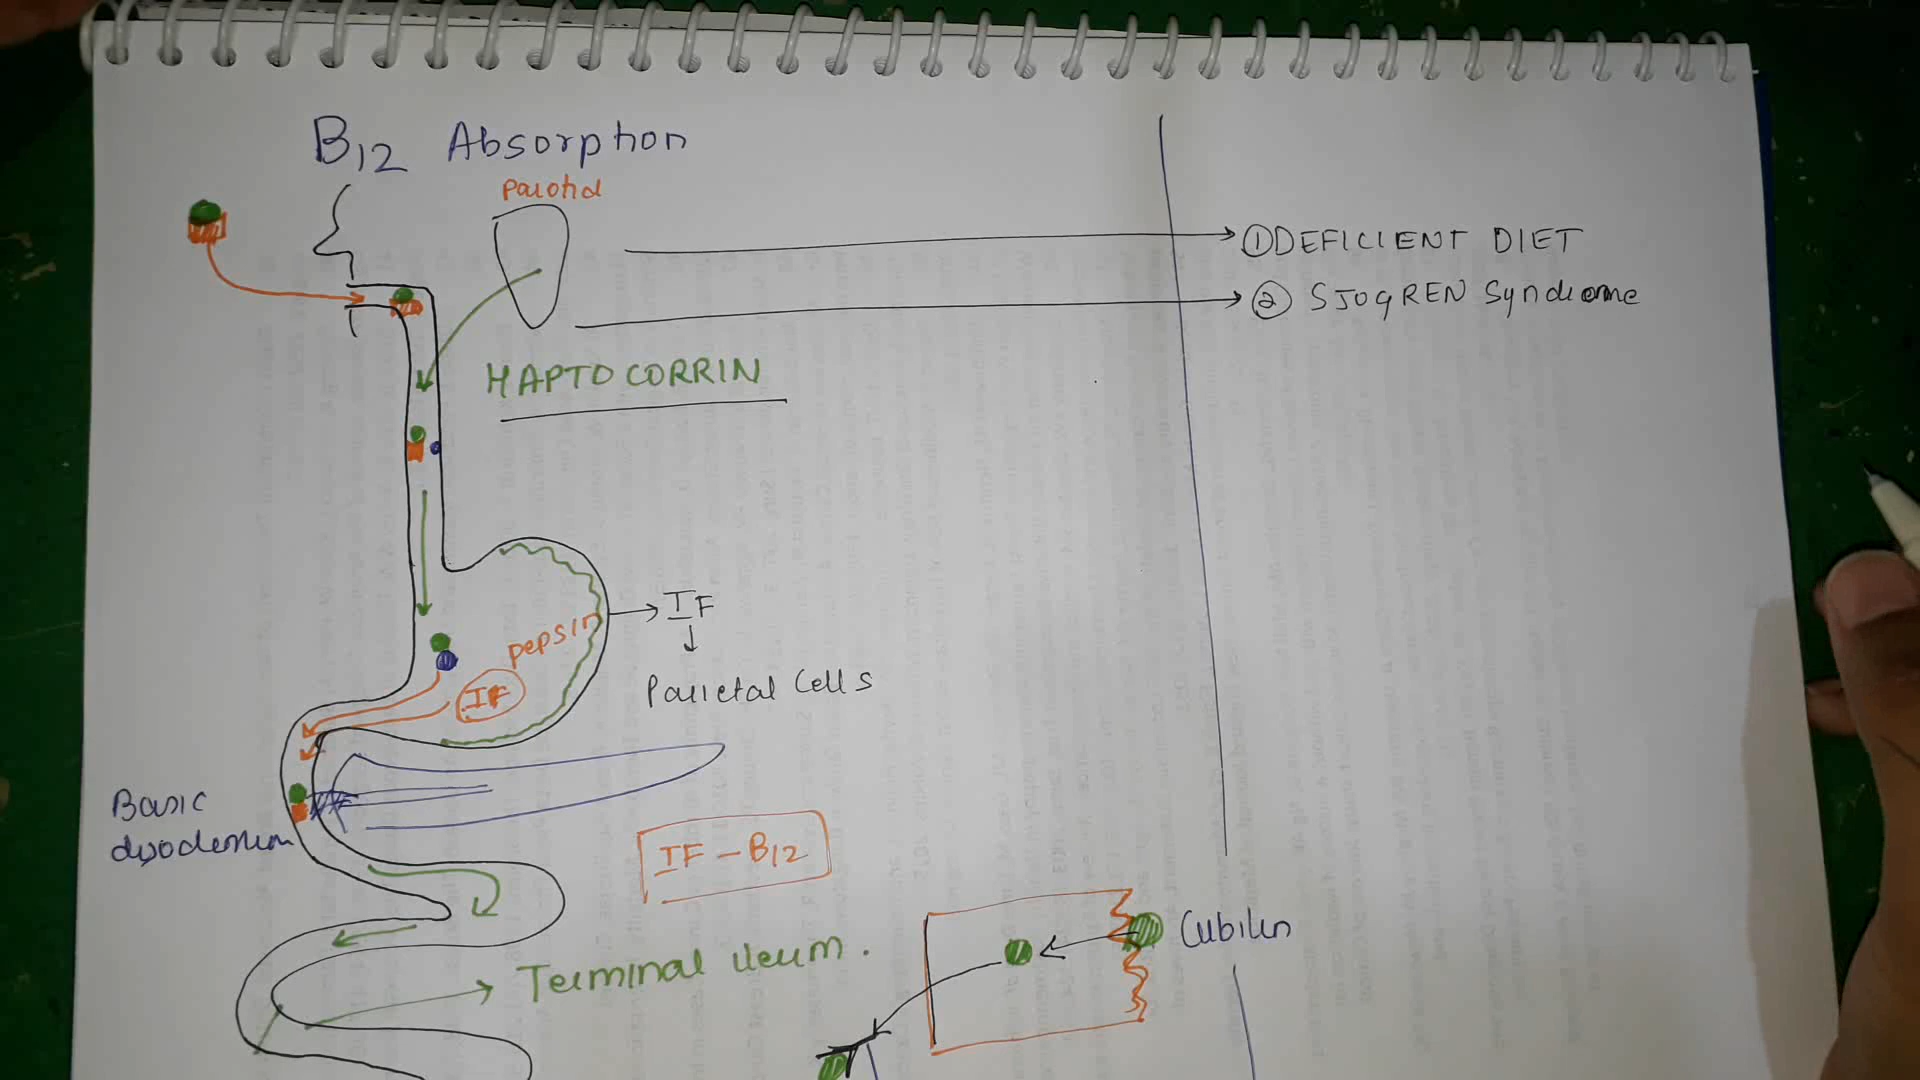 B12 Absorption
Parotid
① DEFICIENT DIET
② SJOGREN Syndrome
HAPTOCORRIN
IF
pepsin
IF
Parietal Cells
Basic
duodenum
IF - B12
Cubilin
Terminal ileum.